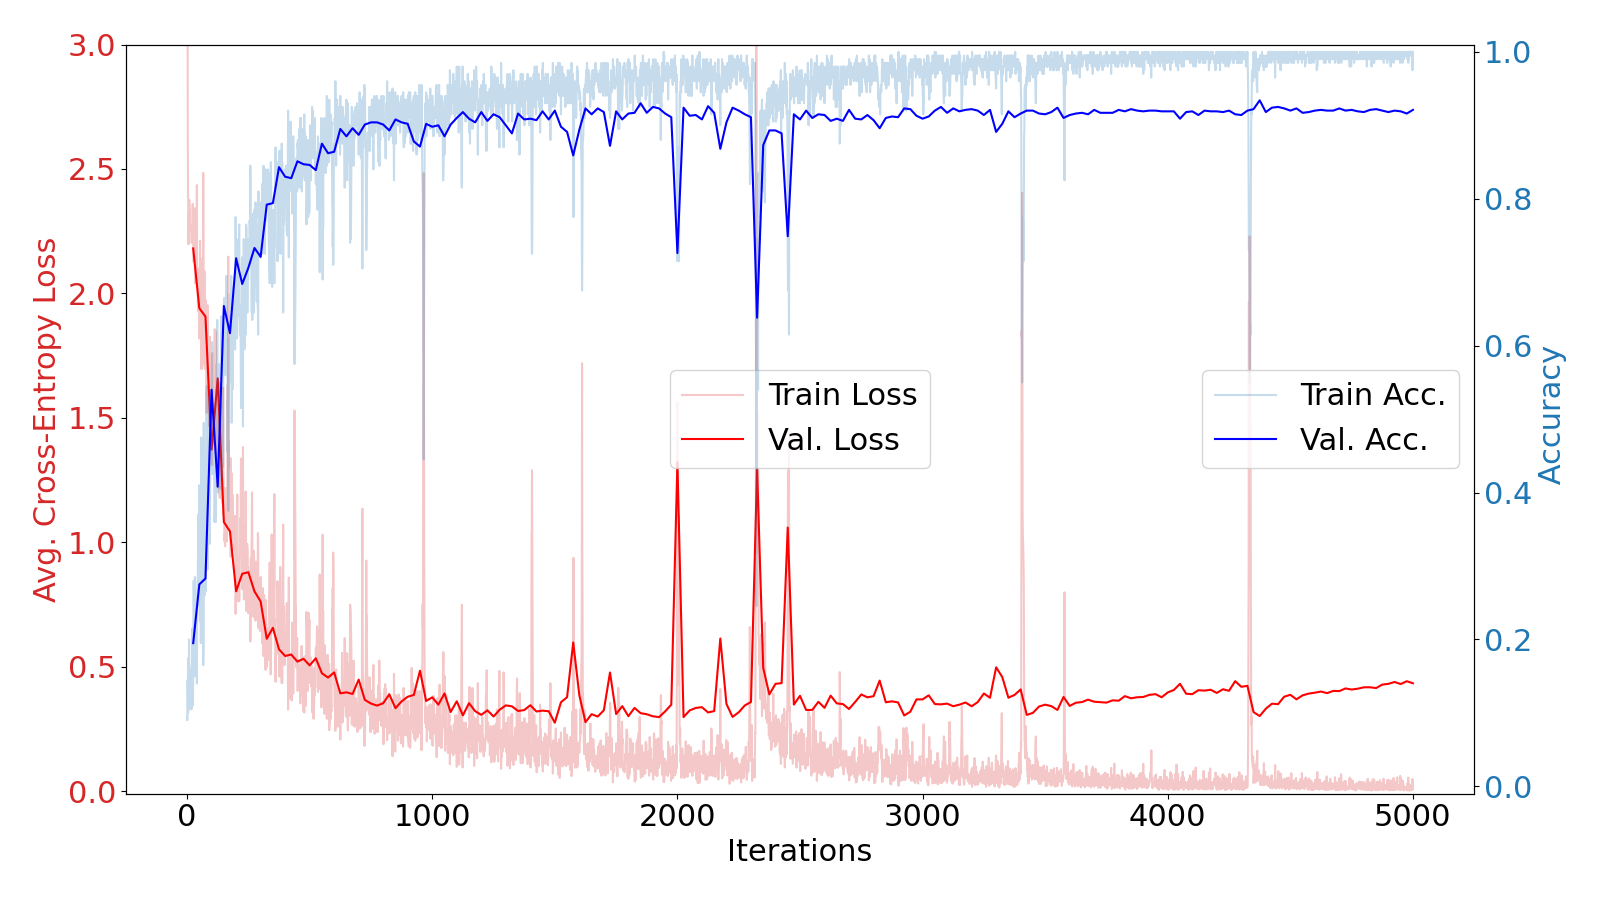 3.0
2.5
2.0
1.5
1.0
0.5
0.0
Avg. Cross-Entropy Loss
Train Loss
Val. Loss
Train Acc.
Val. Acc.
1.0
0.8
0.6
0.4
0.2
0.0
Accuracy
0 1000 2000 3000 4000 5000
Iterations